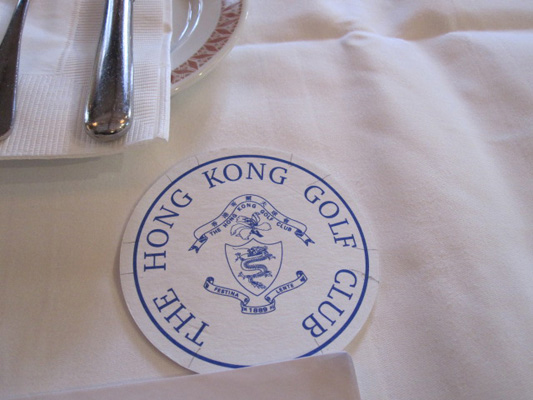 THE HONG KONG GOLF CLUB
THE HONG KONG GOLF CLUB
FESTINA LENTE
1889